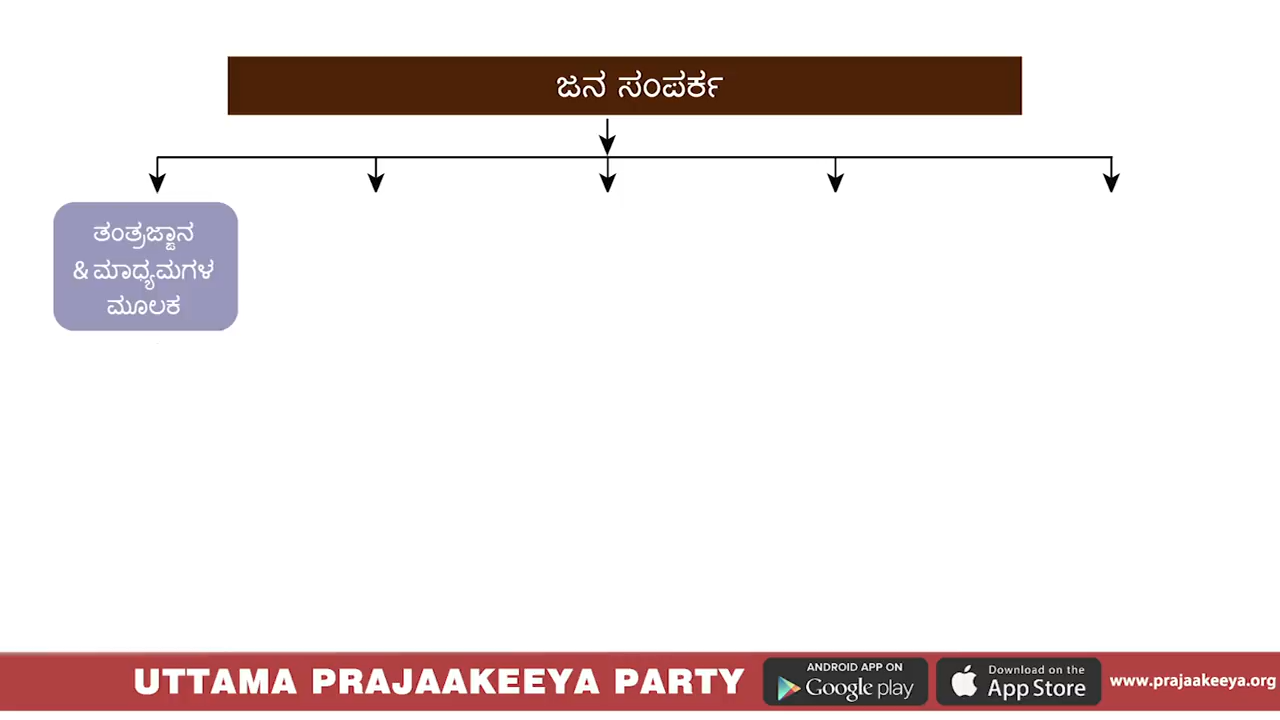 ಜನ ಸಂಪರ್ಕ
ತಂತ್ರಜ್ಞಾನ
& ಮಾಧ್ಯಮಗಳ
ಮೂಲಕ
UTTAMA PRAJAAKEEYA PARTY
ANDROID APP ON
Google play
Download on the
App Store
www.prajaakeeya.org